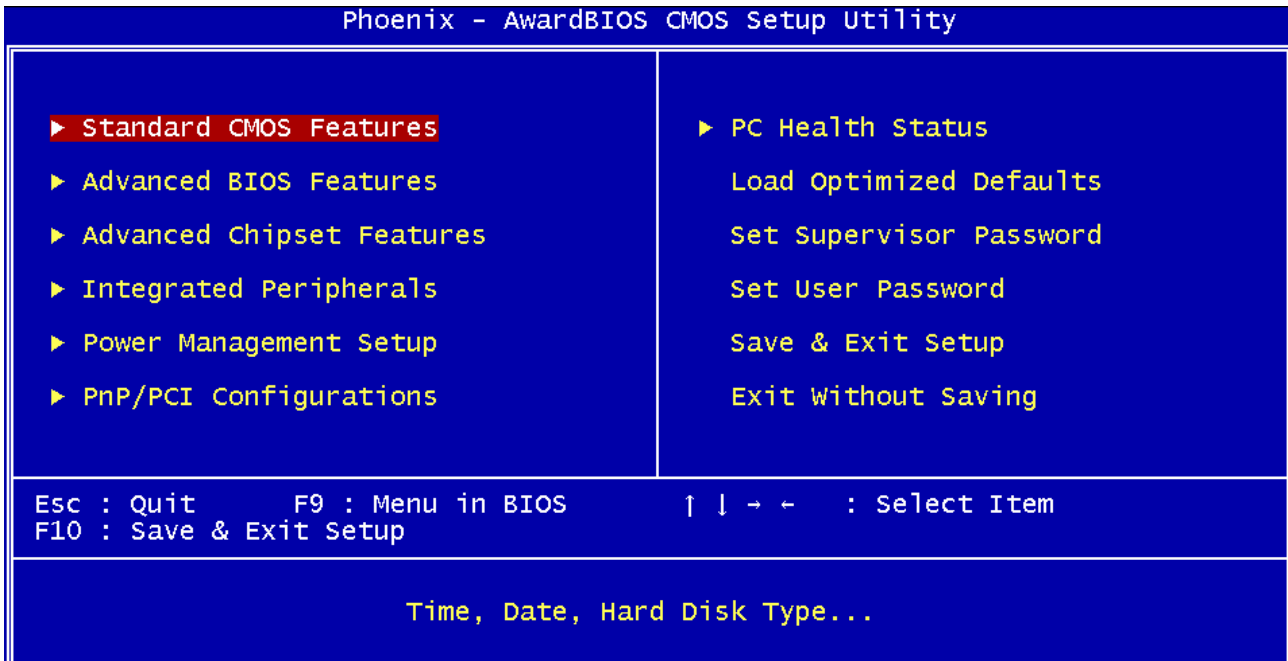 Phoenix - AwardBIOS CMOS Setup Utility
▶ Standard CMOS Features
▶ Advanced BIOS Features
▶ Advanced Chipset Features
▶ Integrated Peripherals
▶ Power Management Setup
▶ PnP/PCI Configurations
▶ PC Health Status
Load Optimized Defaults
Set Supervisor Password
Set User Password
Save & Exit Setup
Exit Without Saving
Esc : Quit F9 : Menu in BIOS ↑ ↓ → ← : Select Item
F10 : Save & Exit Setup
Time, Date, Hard Disk Type...